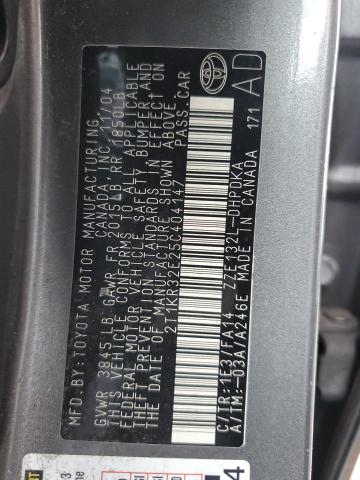 MFD. BY: TOYOTA MOTOR MANUFACTURING
CANADA, INC. 11/04
GVWR 3845 LB GAWR FR 2015LB RR 1850LB
THIS VEHICLE CONFORMS TO ALL APPLICABLE
FEDERAL MOTOR VEHICLE SAFETY, BUMPER AND
THEFT PREVENTION STANDARDS IN EFFECT ON
THE DATE OF MANUFACTURE SHOWN ABOVE.
2T1KR32E25C404147 PASS.CAR
C/TR:1E3/FA14 ZZE132L-DHPDKA
A/TM:-03A/A246E MADE IN CANADA 171
AD
4